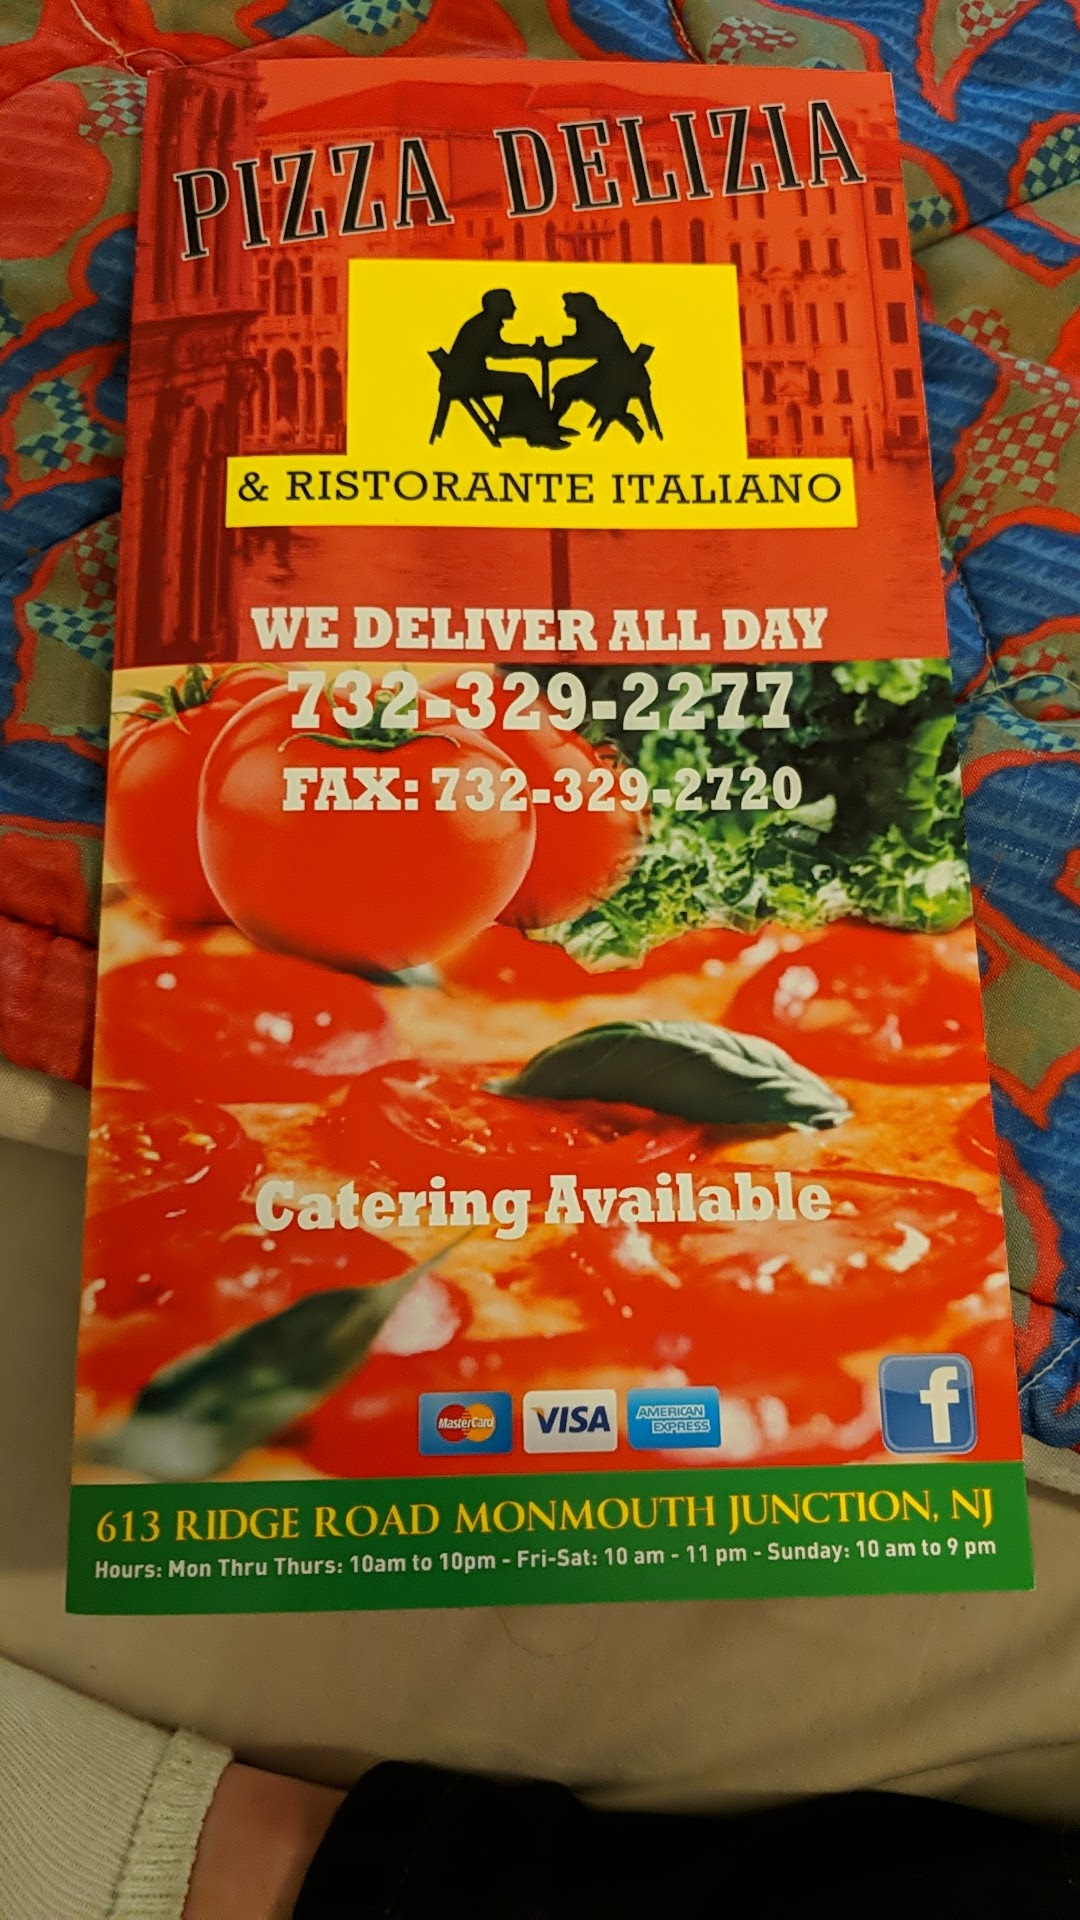 PIZZA DELIZIA
& RISTORANTE ITALIANO
WE DELIVER ALL DAY
732-329-2277
FAX: 732-329-2720
Catering Available
MasterCard VISA AMERICAN EXPRESS f
613 RIDGE ROAD MONMOUTH JUNCTION, NJ
Hours: Mon Thru Thurs: 10am to 10pm - Fri-Sat: 10 am - 11 pm - Sunday: 10 am to 9 pm